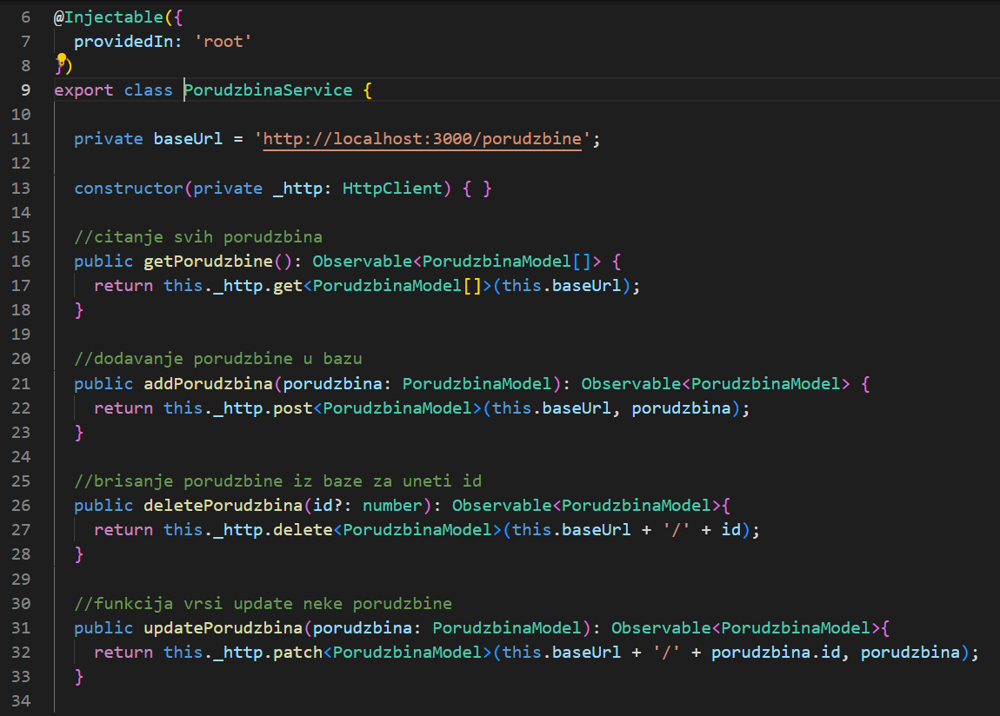 6 @Injectable({
7 providedIn: 'root'
8 })
9 export class PorudzbinaService {
10
11 private baseUrl = 'http://localhost:3000/porudzbine';
12
13 constructor(private _http: HttpClient) { }
14
15 //citanje svih porudzbina
16 public getPorudzbine(): Observable<PorudzbinaModel[]> {
17 return this._http.get<PorudzbinaModel[]>(this.baseUrl);
18 }
19
20 //dodavanje porudzbine u bazu
21 public addPorudzbina(porudzbina: PorudzbinaModel): Observable<PorudzbinaModel> {
22 return this._http.post<PorudzbinaModel>(this.baseUrl, porudzbina);
23 }
24
25 //brisanje porudzbine iz baze za uneti id
26 public deletePorudzbina(id?: number): Observable<PorudzbinaModel>{
27 return this._http.delete<PorudzbinaModel>(this.baseUrl + '/' + id);
28 }
29
30 //funkcija vrsi update neke porudzbine
31 public updatePorudzbina(porudzbina: PorudzbinaModel): Observable<PorudzbinaModel>{
32 return this._http.patch<PorudzbinaModel>(this.baseUrl + '/' + porudzbina.id, porudzbina);
33 }
34